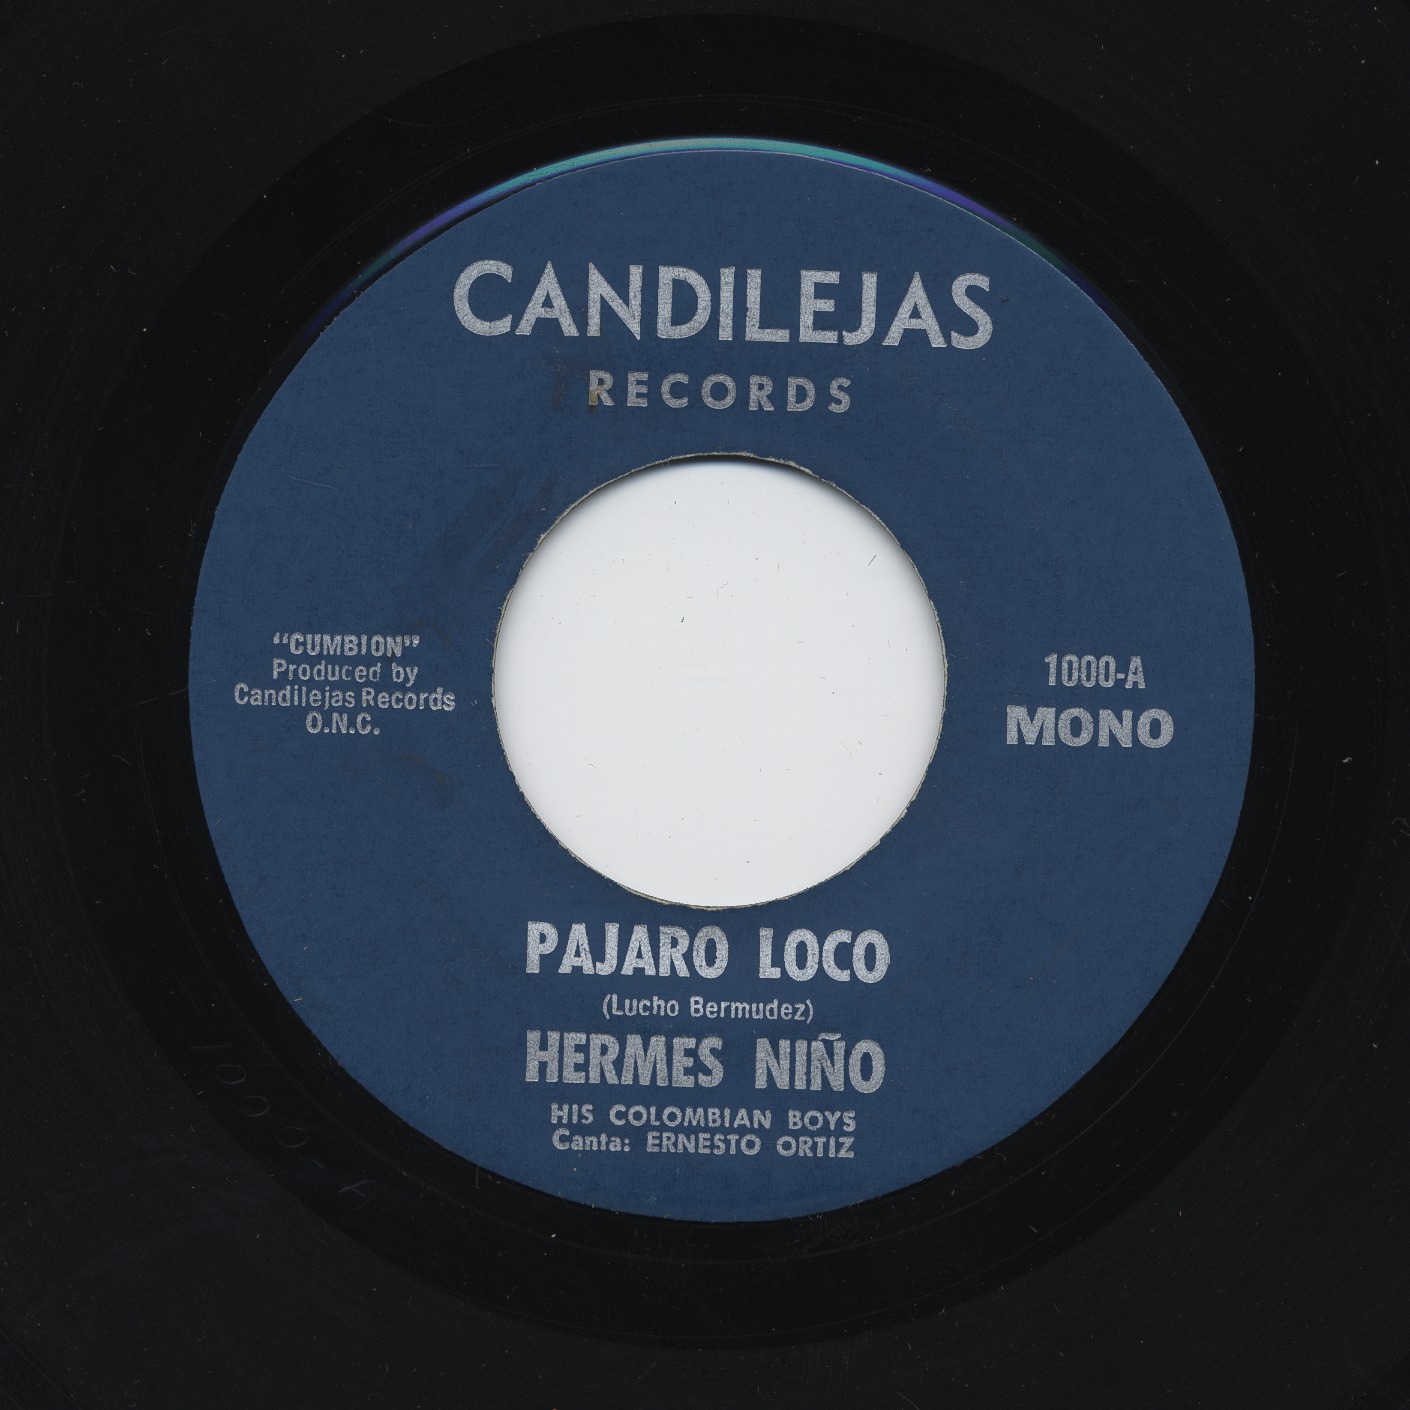 CANDILEJAS
RECORDS
“CUMBION”
Produced by
Candilejas Records
O.N.C.
1000-A
MONO
PAJARO LOCO
(Lucho Bermudez)
HERMES NIÑO
HIS COLOMBIAN BOYS
Canta: ERNESTO ORTIZ
1000-A